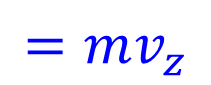 = mv_z